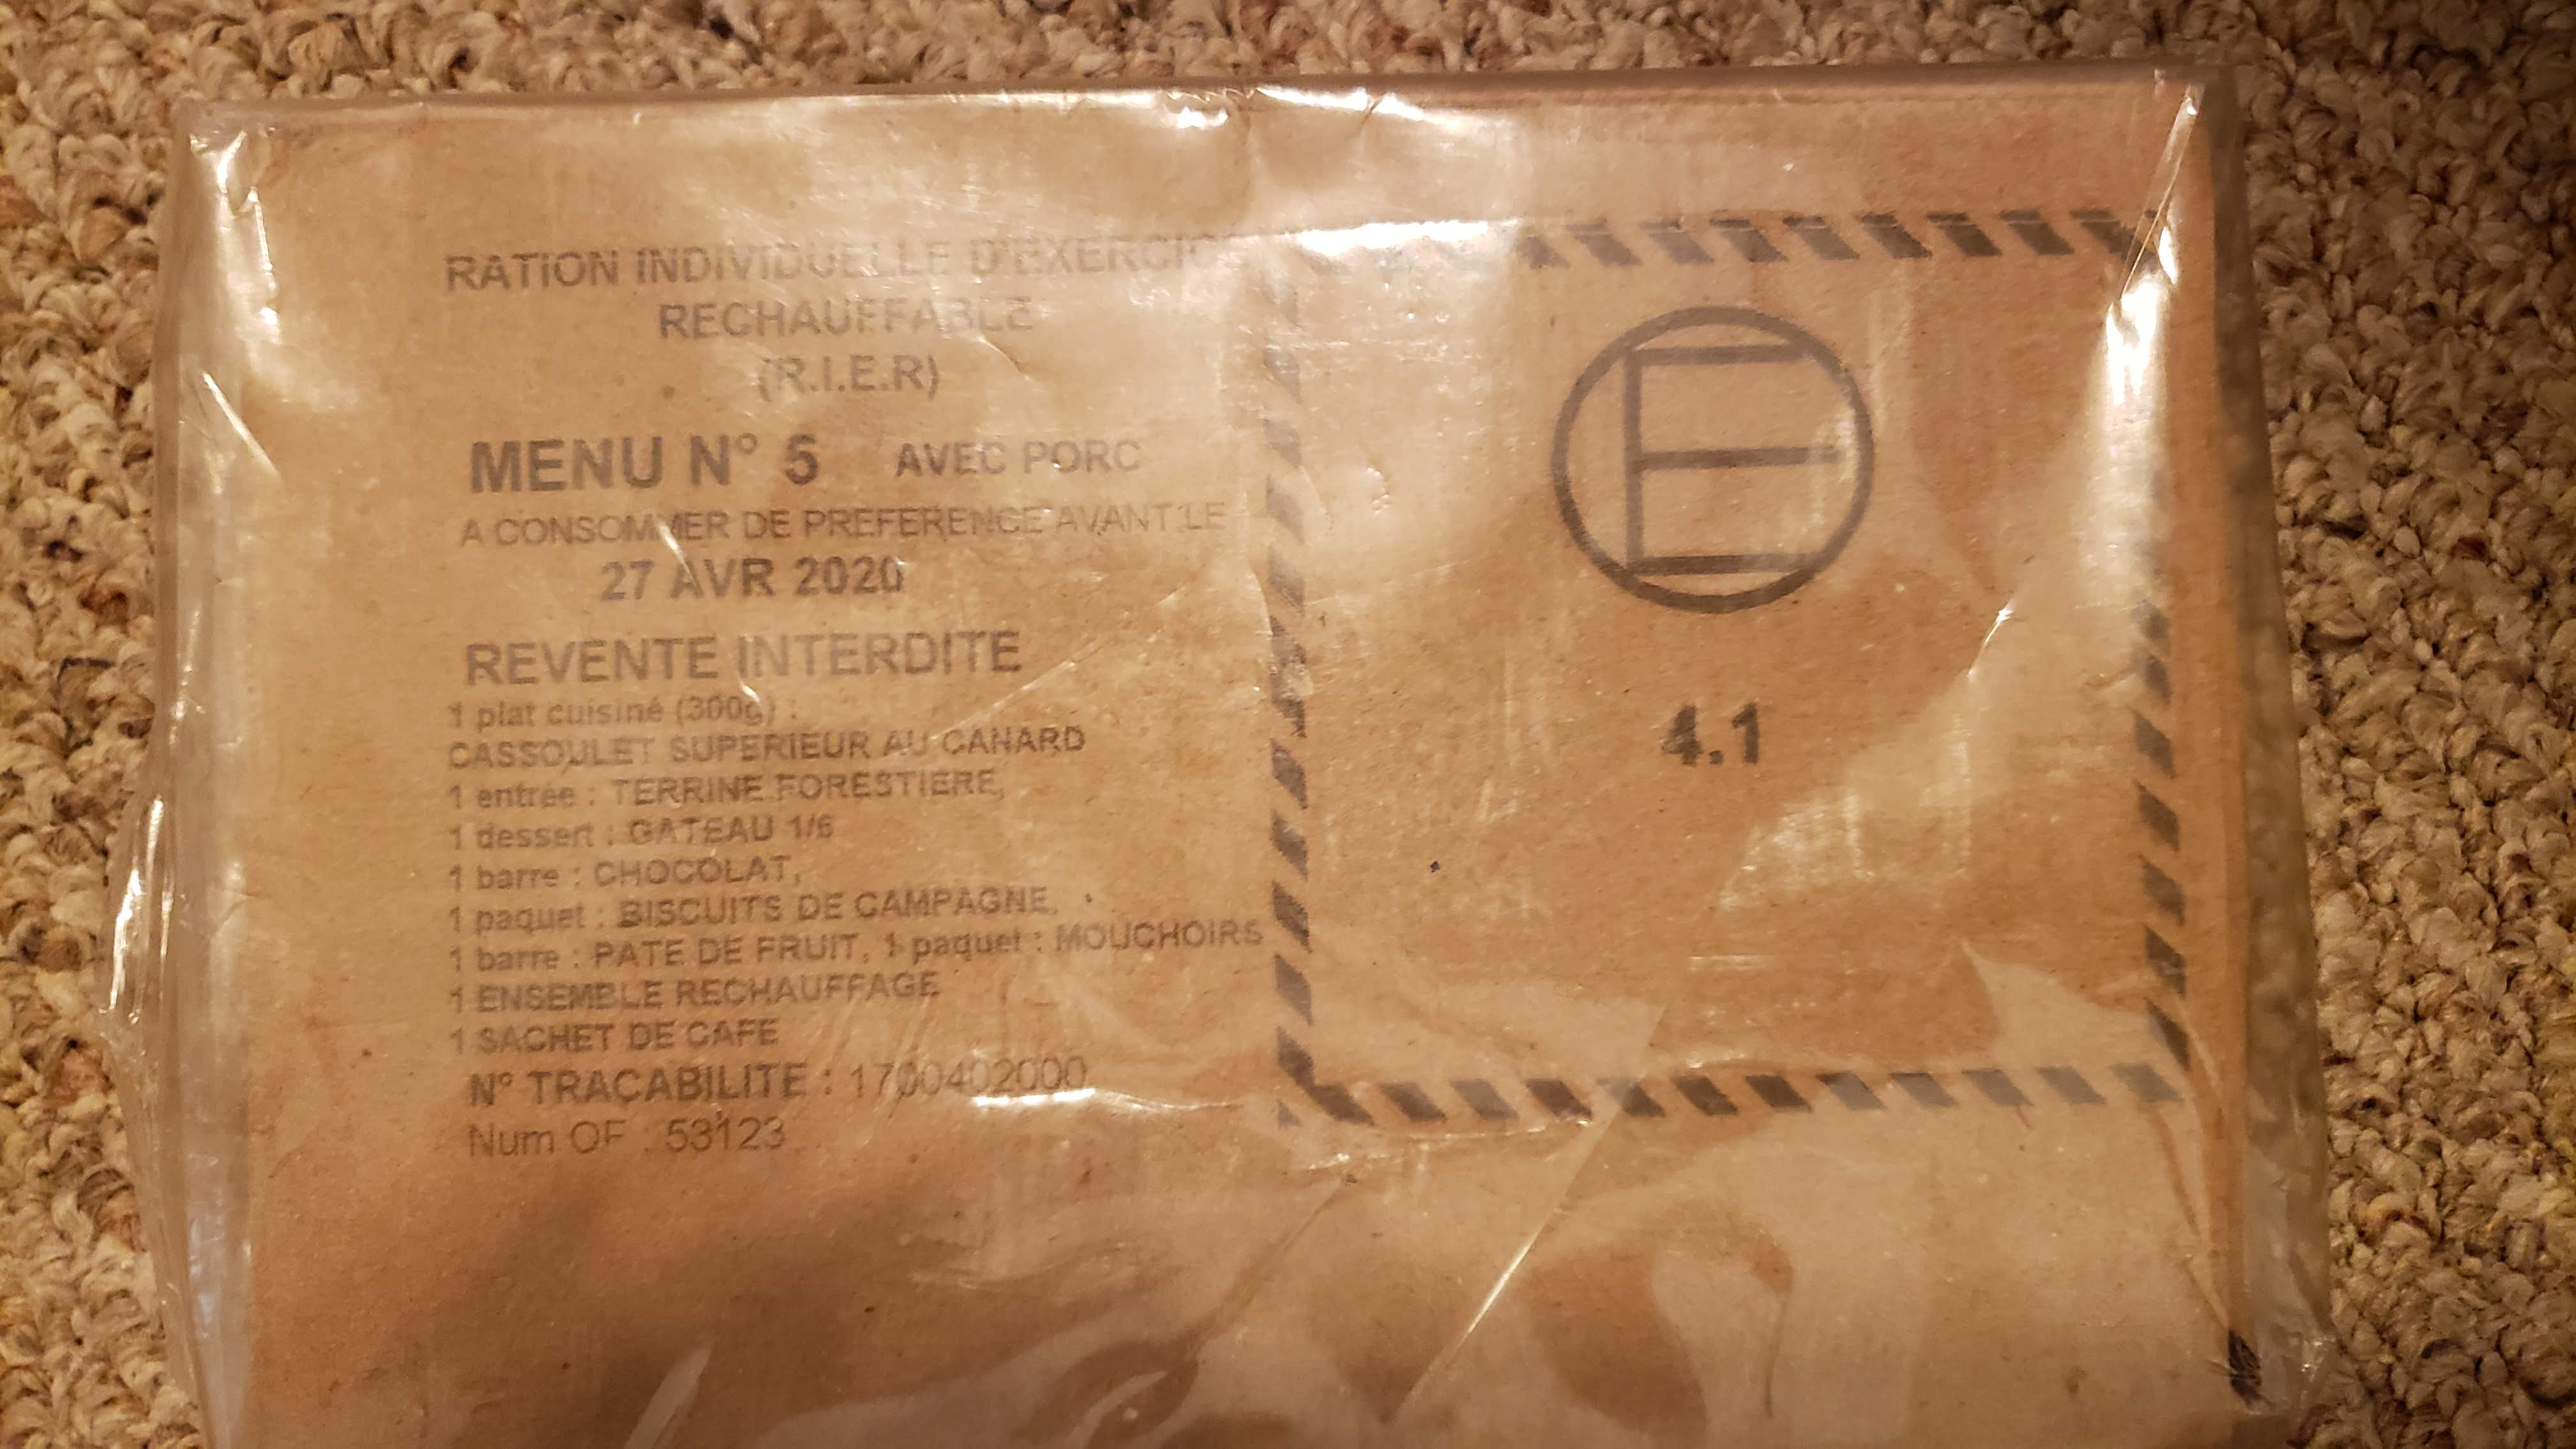 RATION INDIVIDUELLE D'EXERCICE
RECHAUFFABLE
(R.I.E.R)
MENU N° 5 AVEC PORC
A CONSOMMER DE PREFERENCE AVANT LE
27 AVR 2020
REVENTE INTERDITE
1 plat cuisiné (300g) :
CASSOULET SUPERIEUR AU CANARD
1 entrée : TERRINE FORESTIERE,
1 dessert : GATEAU 1/6
1 barre : CHOCOLAT,
1 paquet : BISCUITS DE CAMPAGNE,
1 barre : PATE DE FRUIT, 1 paquet : MOUCHOIRS
1 ENSEMBLE RECHAUFFAGE
1 SACHET DE CAFE
N° TRACABILITE : 1700402000
Num OF : 53123
E
4.1